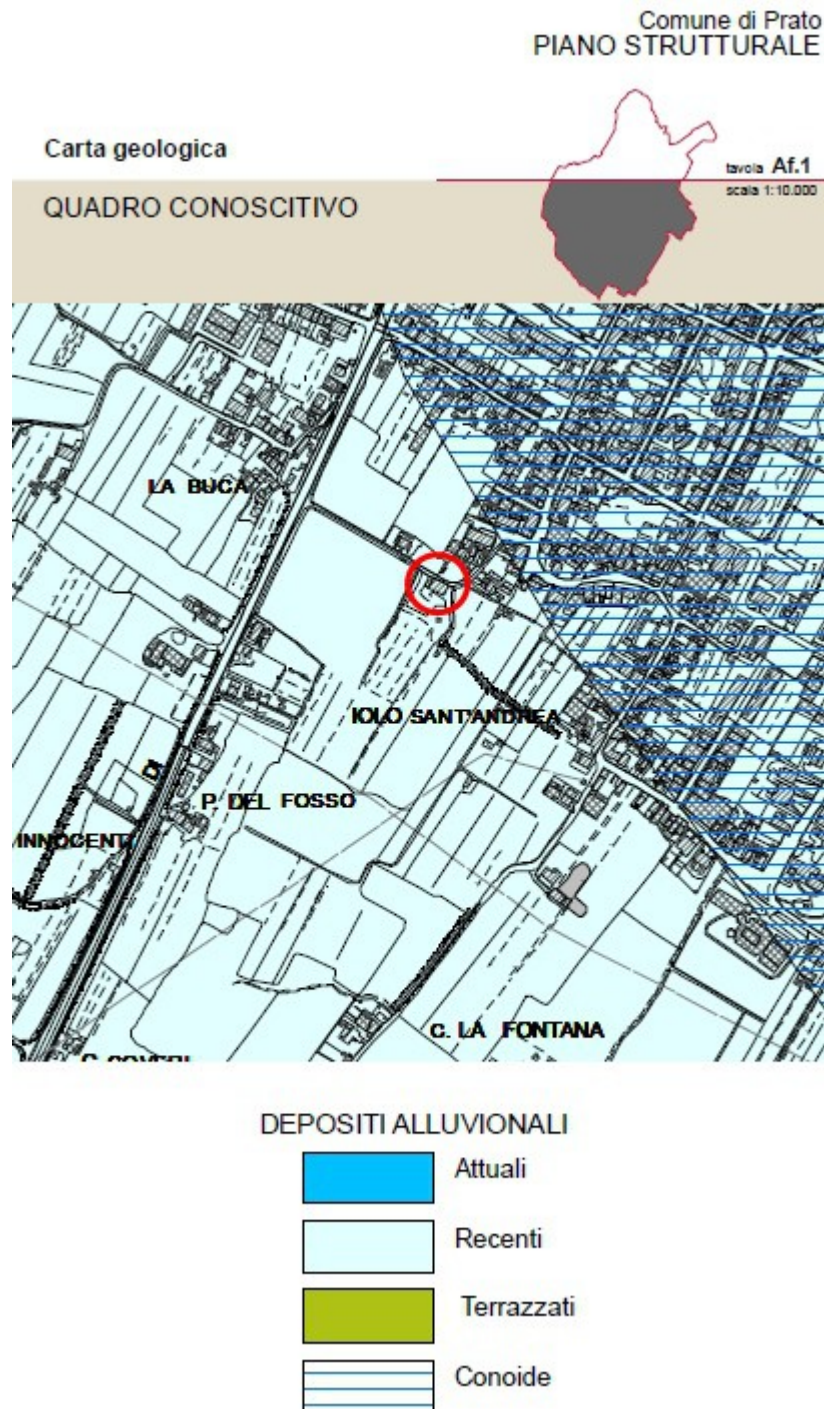 Comune di Prato
PIANO STRUTTURALE
Carta geologica
tavola Af.1
scala 1:10.000
QUADRO CONOSCITIVO
LA BUCA
IOLO SANT'ANDREA
DI
P. DEL FOSSO
INNOCENTI
C. LA FONTANA
DEPOSITI ALLUVIONALI
Attuali
Recenti
Terrazzati
Conoide